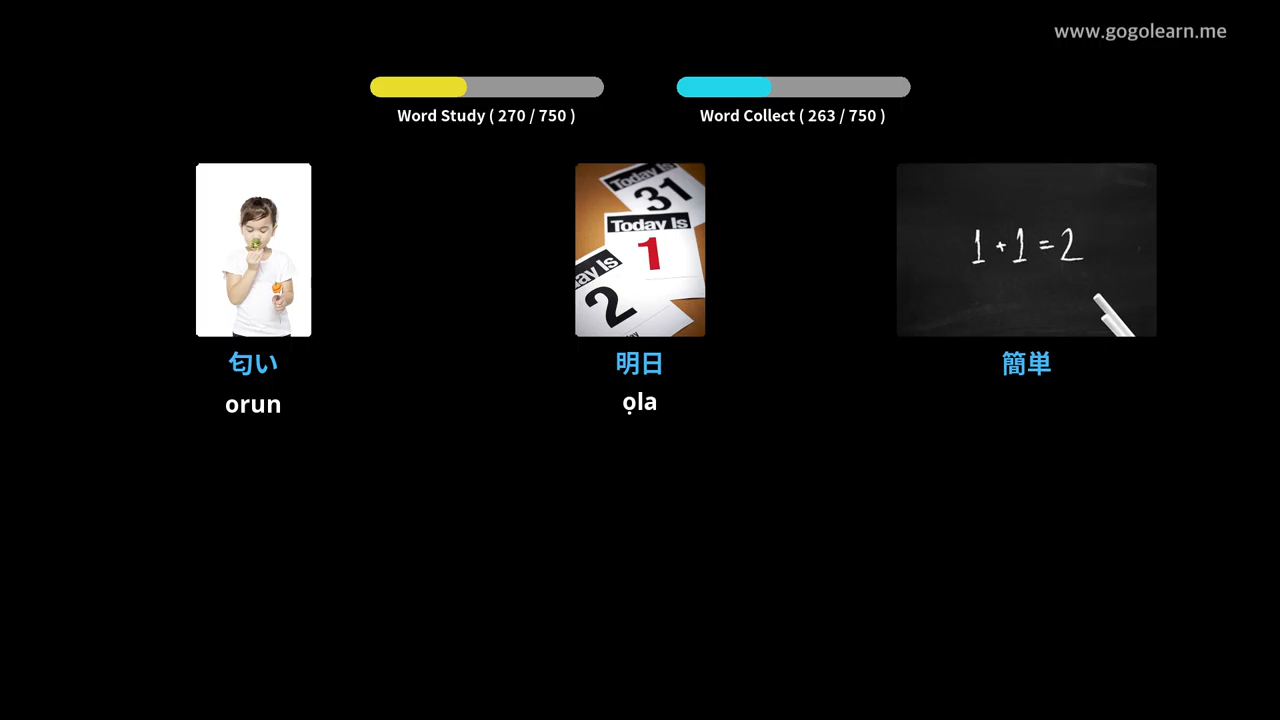 www.gogolearn.me
Word Study ( 270 / 750 )
Word Collect ( 263 / 750 )
Today Is
31
Today Is
1
day Is
2
1 + 1 = 2
匂い
明日
簡単
orun
ọla